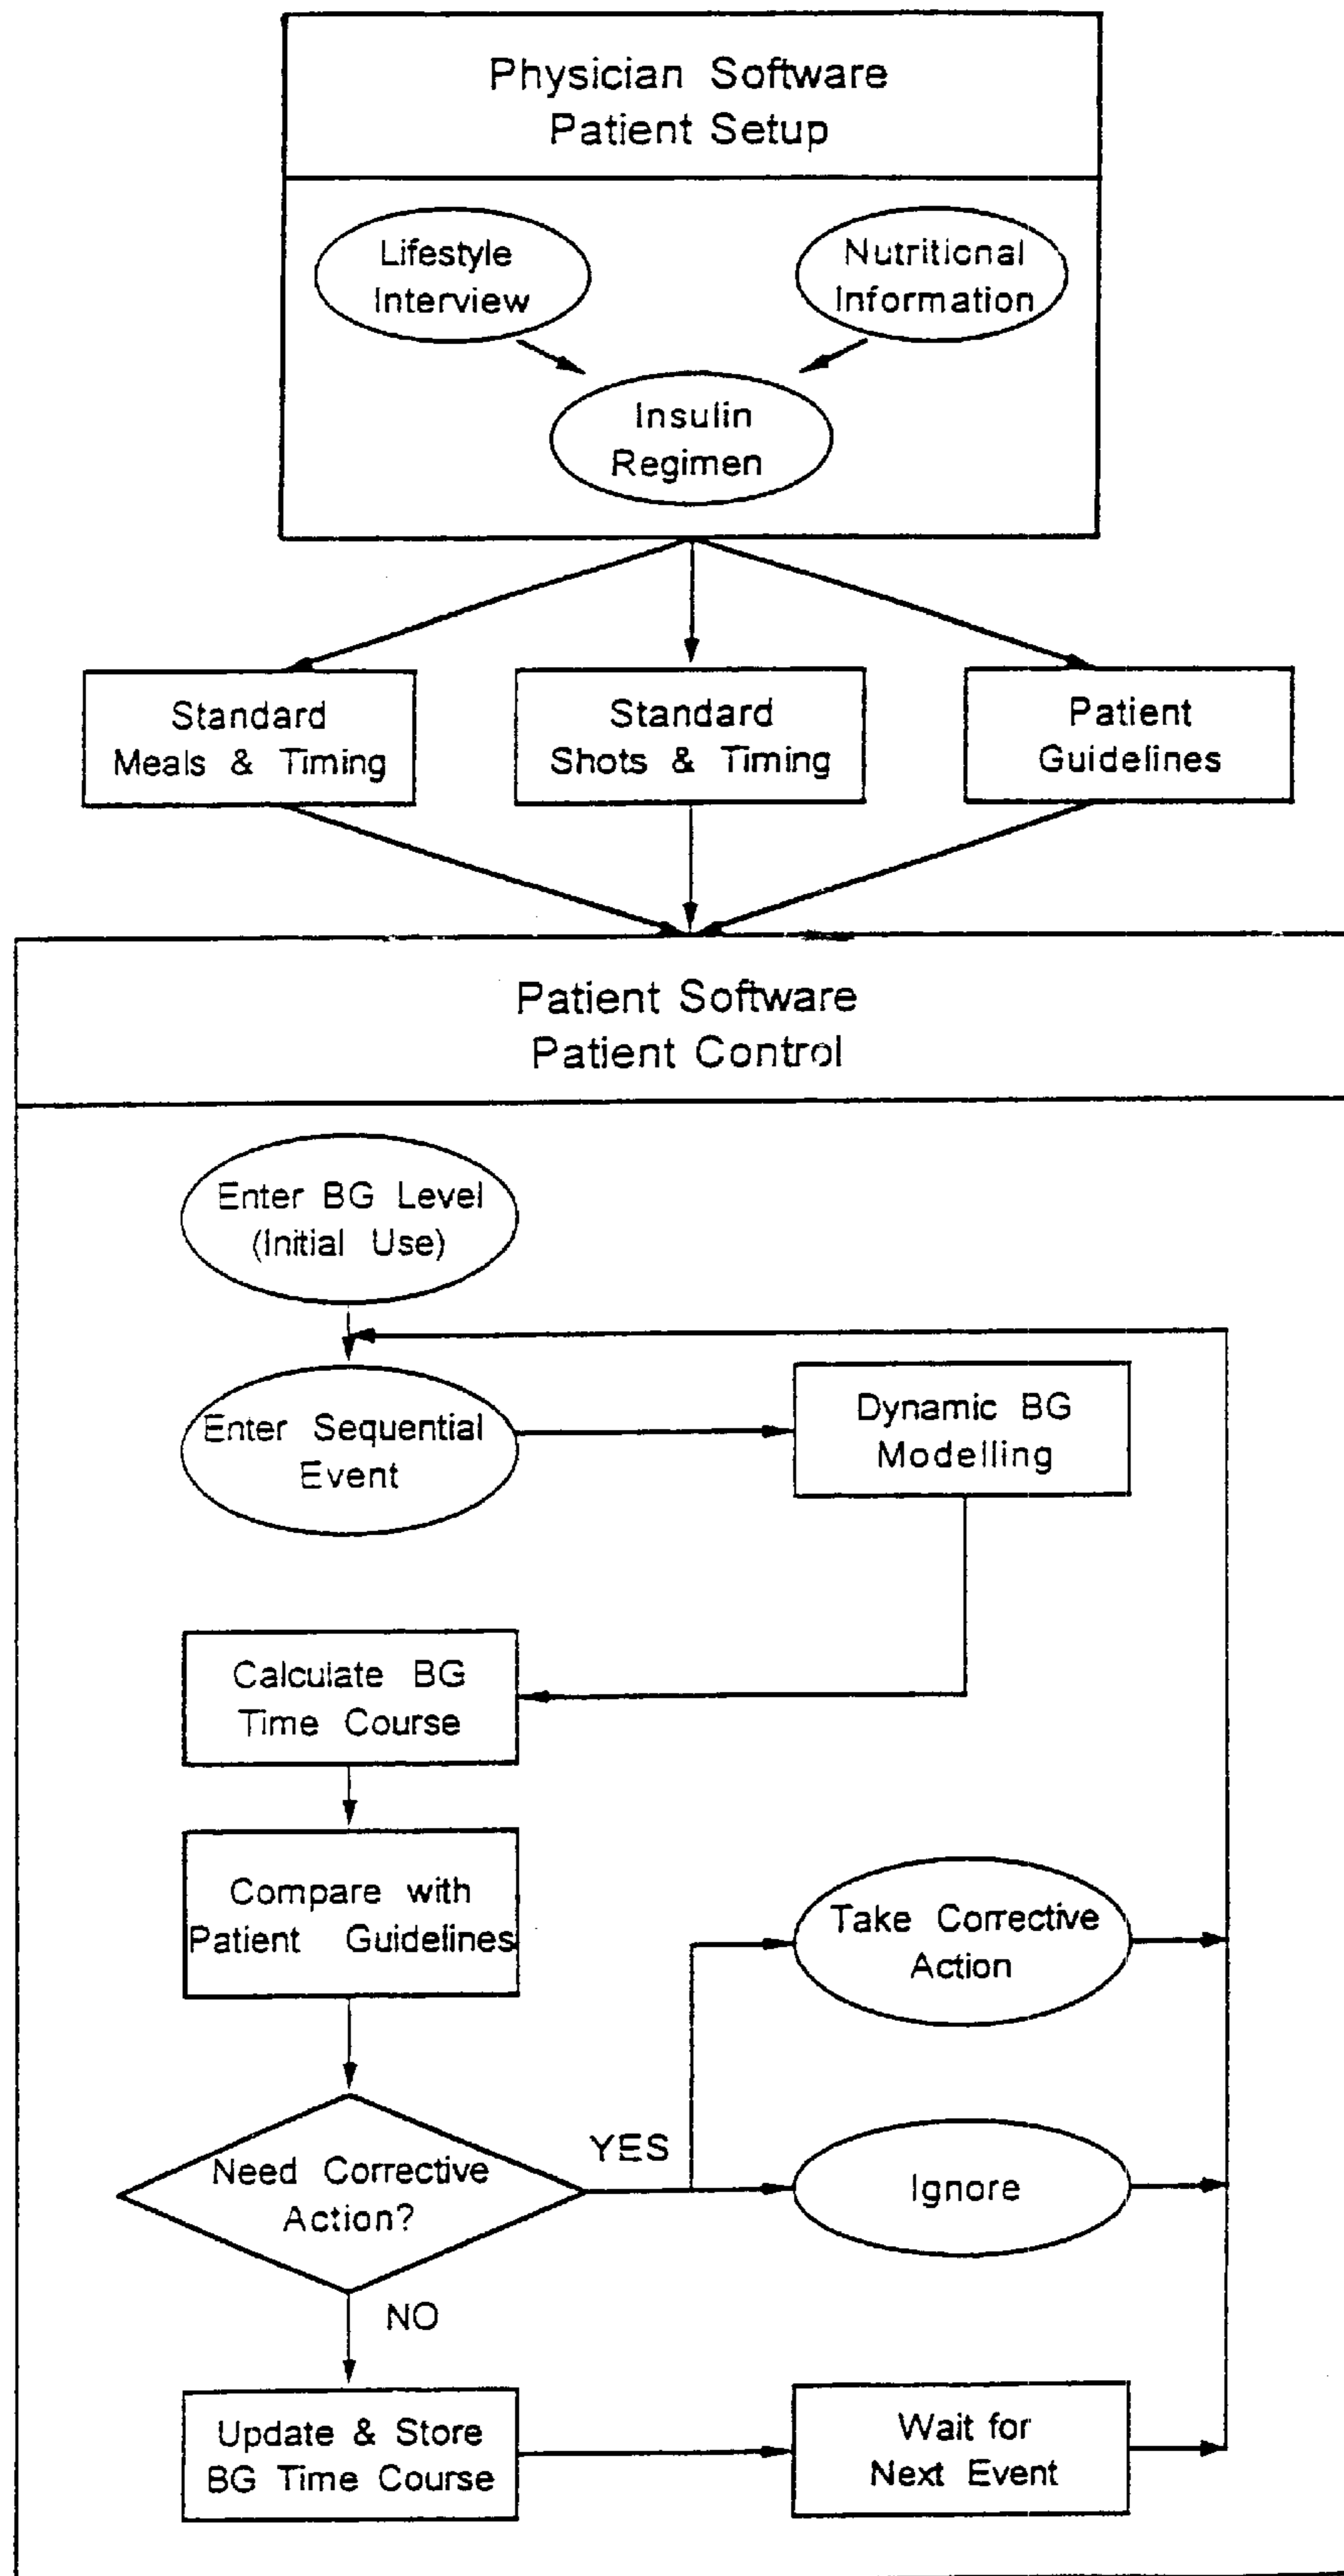 Physician Software
Patient Setup
Lifestyle
Interview
Nutritional
Information
Insulin
Regimen
Standard
Meals & Timing
Standard
Shots & Timing
Patient
Guidelines
Patient Software
Patient Control
Enter BG Level
(Initial Use)
Enter Sequential
Event
Dynamic BG
Modelling
Calculate BG
Time Course
Compare with
Patient Guidelines
Take Corrective
Action
Need Corrective
Action?
YES
Ignore
NO
Update & Store
BG Time Course
Wait for
Next Event